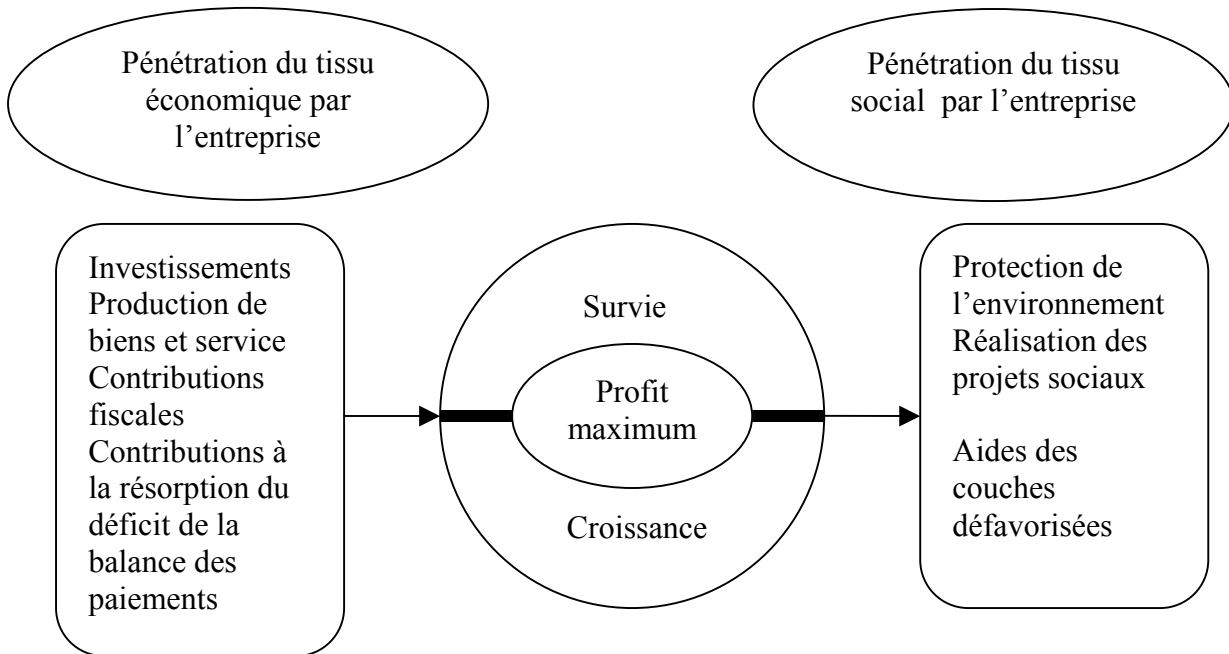 Pénétration du tissu
économique par
l’entreprise
Pénétration du tissu
social par l’entreprise
Investissements
Production de
biens et service
Contributions
fiscales
Contributions à
la résorption du
déficit de la
balance des
paiements
Survie
Profit
maximum
Croissance
Protection de
l’environnement
Réalisation des
projets sociaux
Aides des
couches
défavorisées